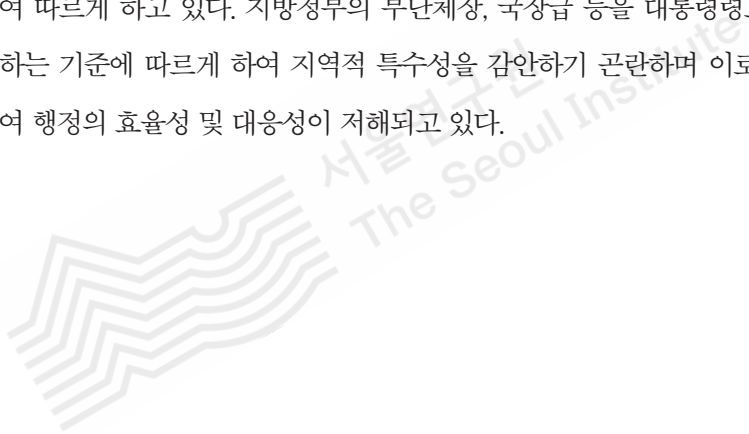 여 따르게 하고 있다. 지방정부의 부단체장, 국장급 등을 대통령령
하는 기준에 따르게 하여 지역적 특수성을 감안하기 곤란하며 이로
여 행정의 효율성 및 대응성이 저해되고 있다.
서울연구원
The Seoul Institute